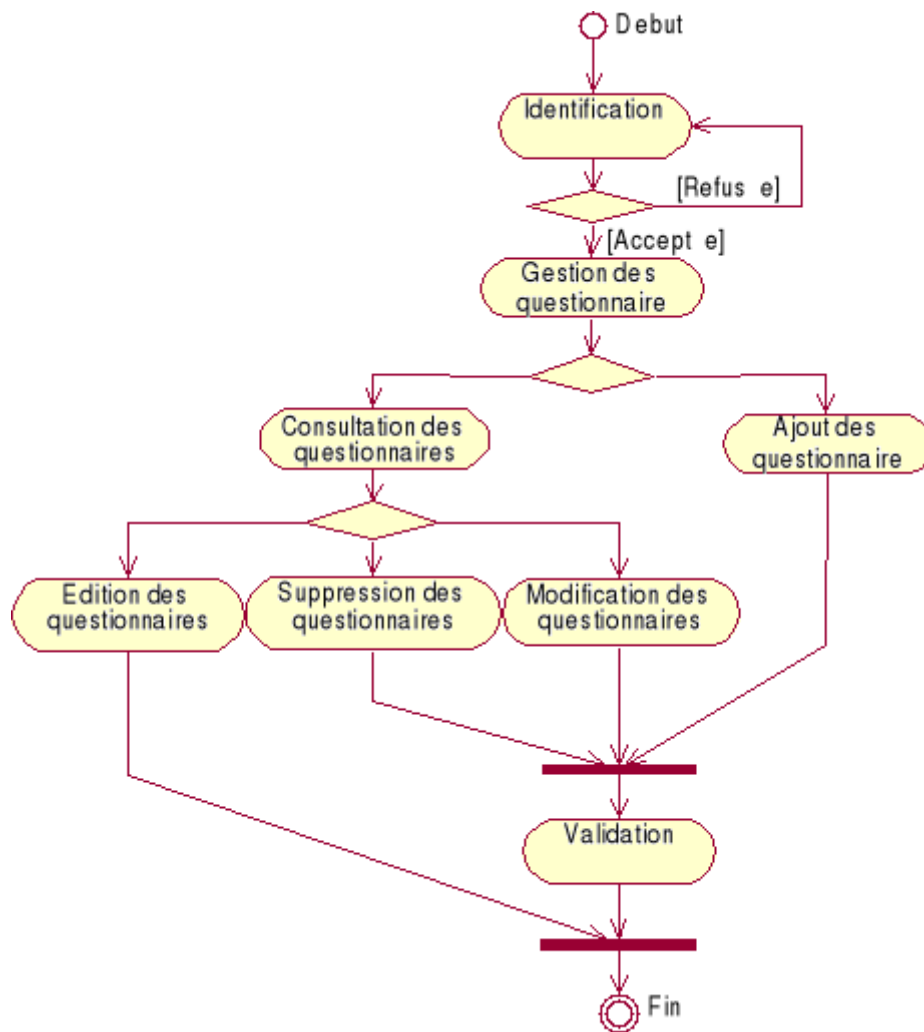 Debut
Identification
[Refus e]
[Accept e]
Gestion des
questionnaire
Consultation des
questionnaires
Ajout des
questionnaire
Edition des
questionnaires
Suppression des
questionnaires
Modification des
questionnaires
Validation
Fin